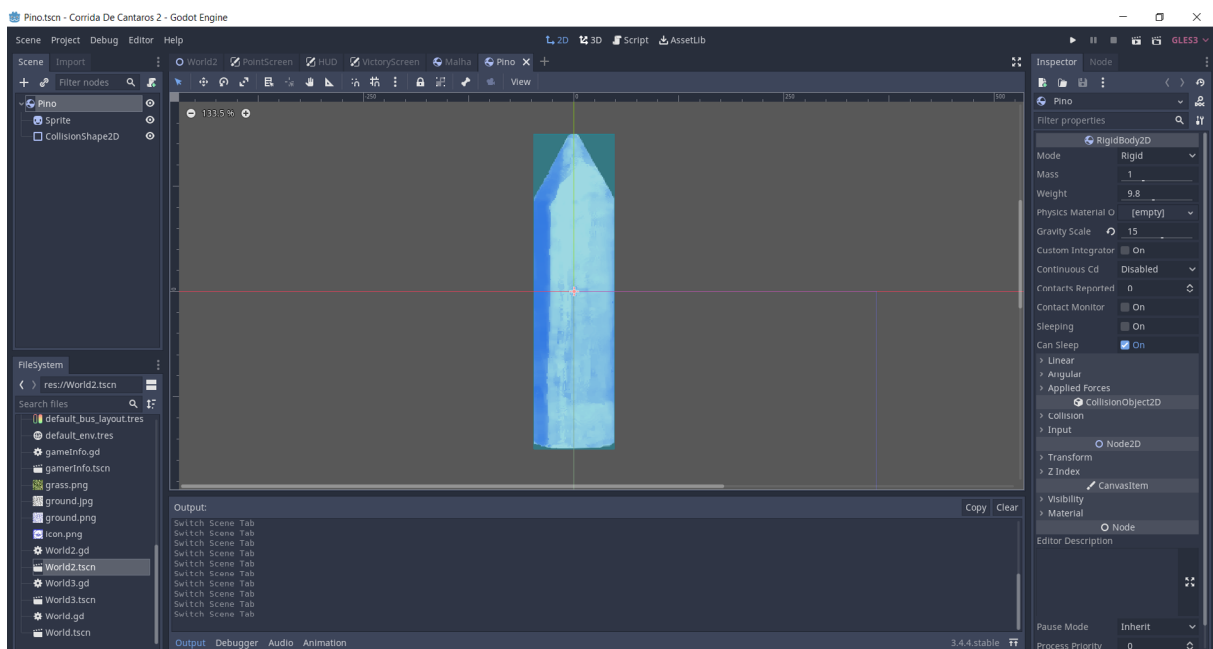 Pino.tscn - Corrida De Cantaros 2 - Godot Engine
Scene Project Debug Editor Help
2D 3D Script AssetLib
GLES3
Scene Import
World2 PointScreen HUD VictoryScreen Malha Pino
Inspector Node
Filter nodes
View
Pino
Sprite
CollisionShape2D
-250 0 250 500
133.5 %
0
Pino
Filter properties
RigidBody2D
Mode Rigid
Mass 1
Weight 9.8
Physics Material O [empty]
Gravity Scale 15
Custom Integrator On
Continuous Cd Disabled
Contacts Reported 0
Contact Monitor On
Sleeping On
Can Sleep On
Linear
Angular
Applied Forces
CollisionObject2D
Collision
Input
Node2D
Transform
Z Index
CanvasItem
Visibility
Material
Node
Editor Description
Pause Mode Inherit
Process Priority 0
FileSystem
res://World2.tscn
Search files
default_bus_layout.tres
default_env.tres
gameInfo.gd
gamerInfo.tscn
grass.png
ground.jpg
ground.png
icon.png
World2.gd
World2.tscn
World3.gd
World3.tscn
World.gd
World.tscn
Output:
Copy Clear
Switch Scene Tab
Switch Scene Tab
Switch Scene Tab
Switch Scene Tab
Switch Scene Tab
Switch Scene Tab
Switch Scene Tab
Switch Scene Tab
Switch Scene Tab
Switch Scene Tab
Output Debugger Audio Animation
3.4.4.stable